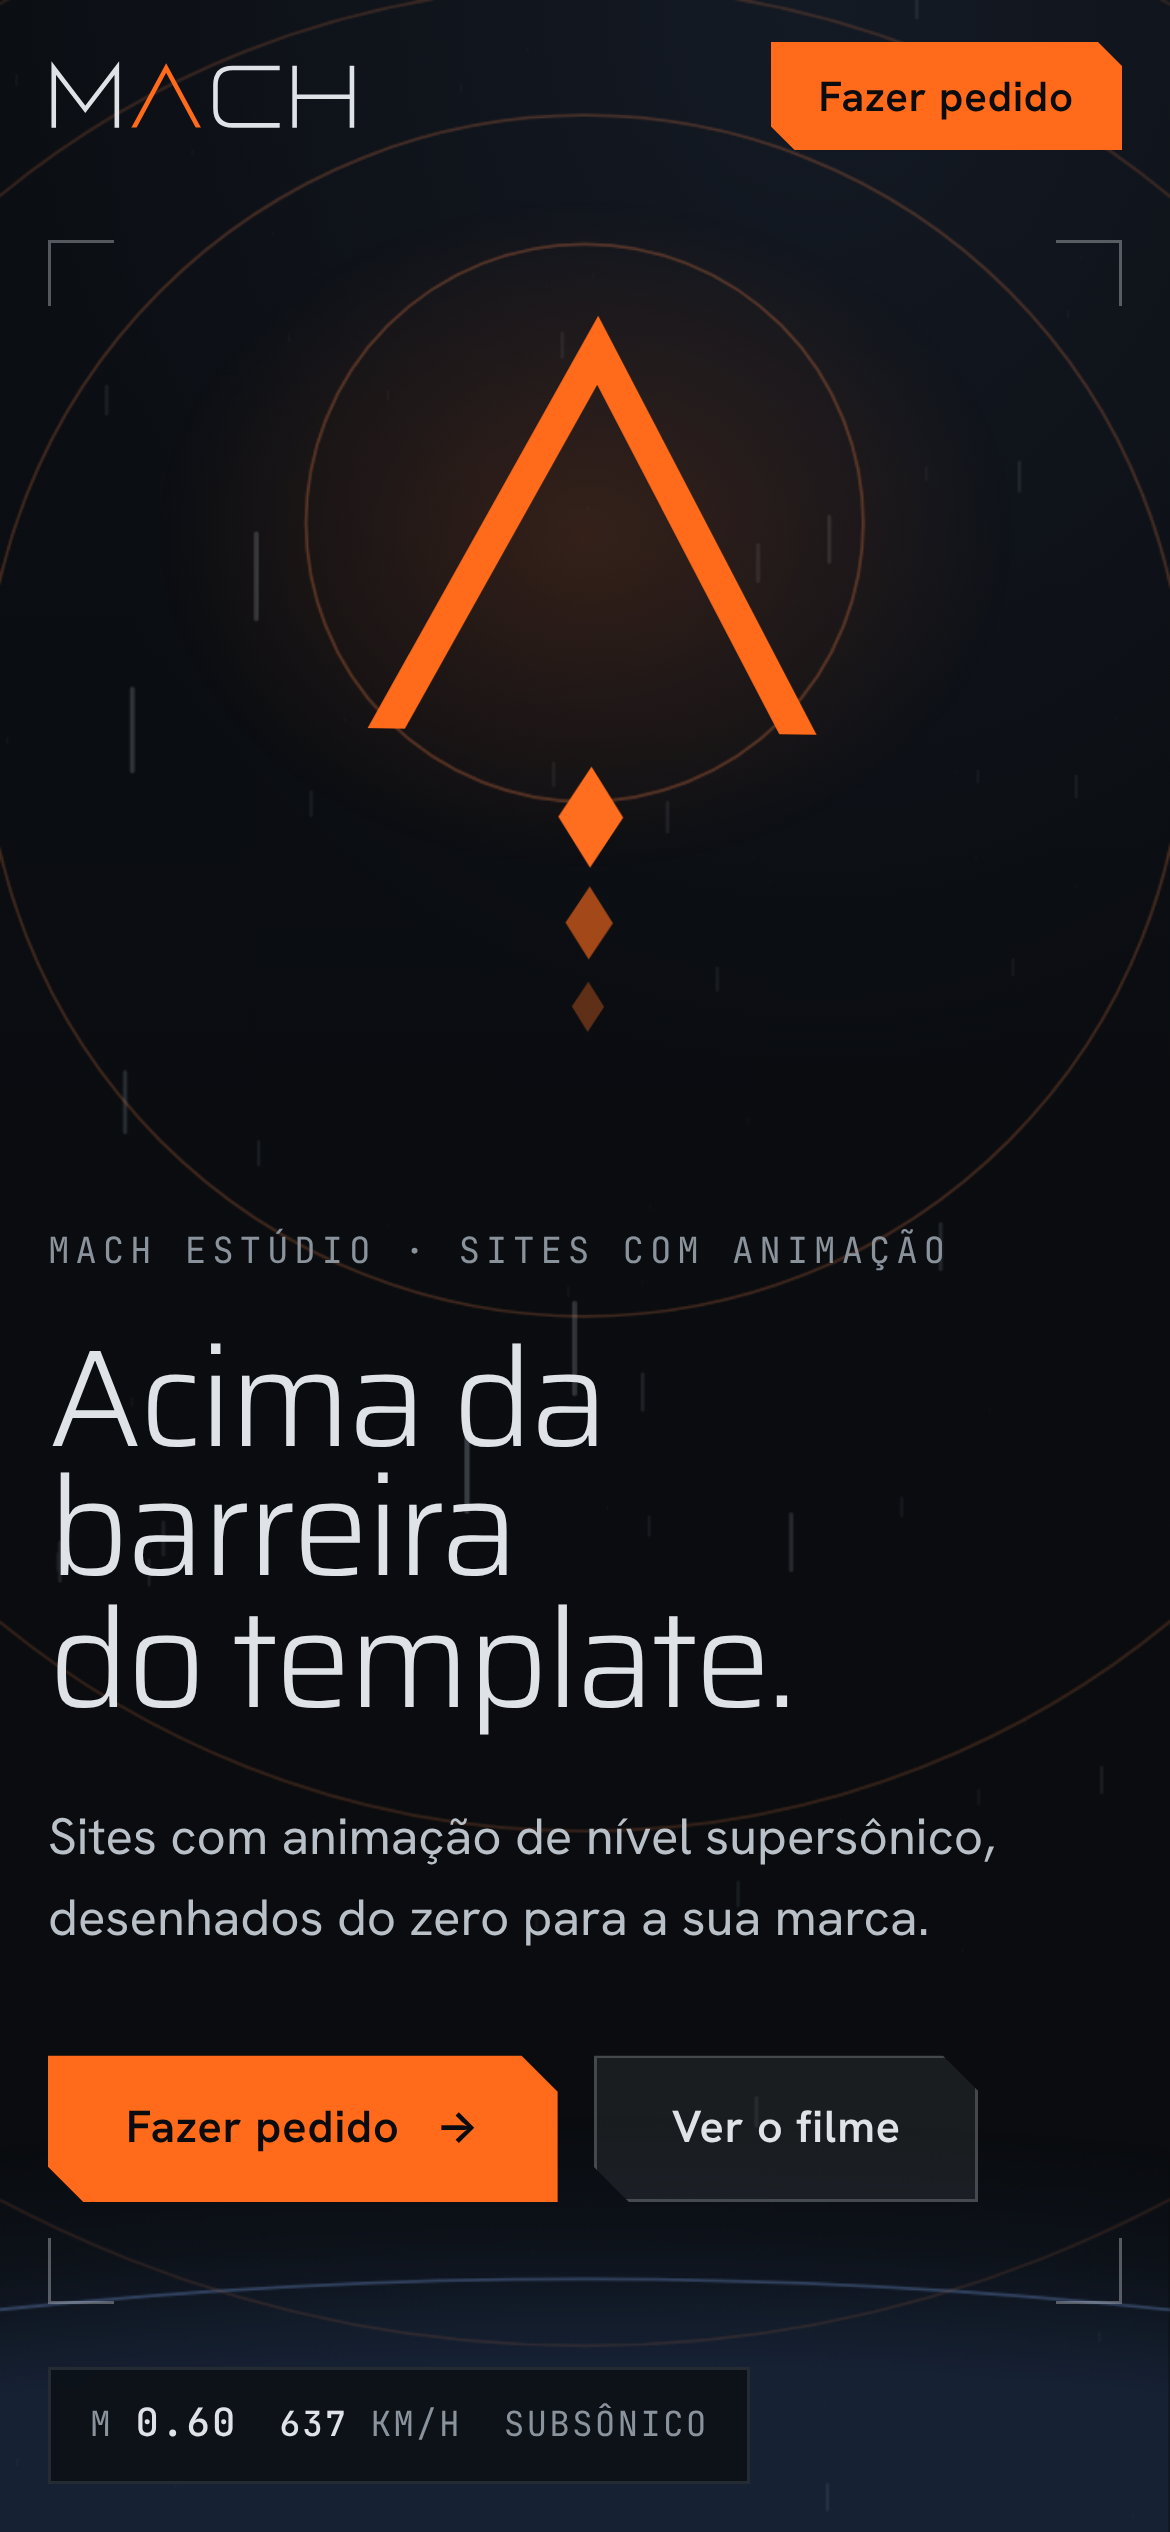 MACH
Fazer pedido
MACH ESTÚDIO · SITES COM ANIMAÇÃO
Acima da
barreira
do template.
Sites com animação de nível supersônico,
desenhados do zero para a sua marca.
Fazer pedido →
Ver o filme
M 0.60 637 KM/H SUBSÔNICO